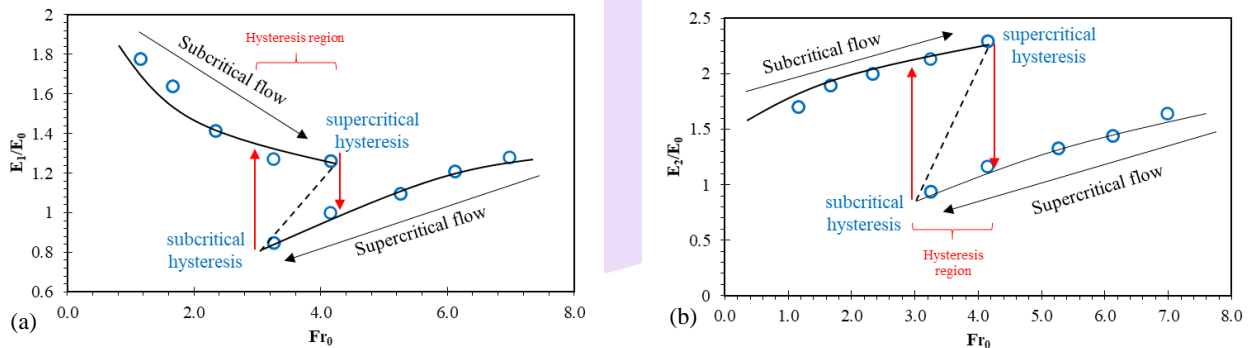 2
1.8
1.6
1.4
1.2
1
0.8
0.6
E1/E0
Subcritical flow
Hysteresis region
supercritical
hysteresis
subcritical
hysteresis
Supercritical flow
0.0 2.0 4.0 6.0 8.0
Fr0
(a)
2.5
2
1.5
1
0.5
0
E2/E0
Subcritical flow
supercritical
hysteresis
subcritical
hysteresis
Supercritical flow
Hysteresis
region
0.0 1.0 2.0 3.0 4.0 5.0 6.0 7.0 8.0
Fr0
(b)